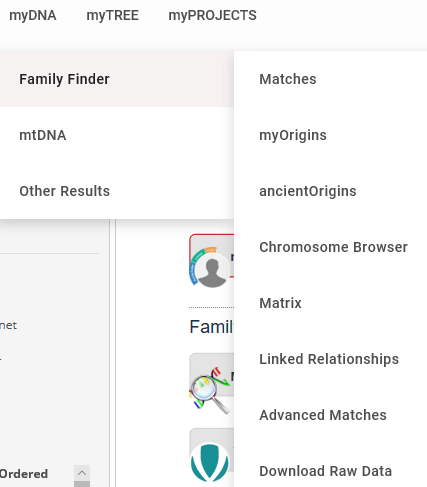 myDNA myTREE myPROJECTS
Family Finder
mtDNA
Other Results
Matches
myOrigins
ancientOrigins
Chromosome Browser
Matrix
Linked Relationships
Advanced Matches
Download Raw Data
net
Famil
Ordered